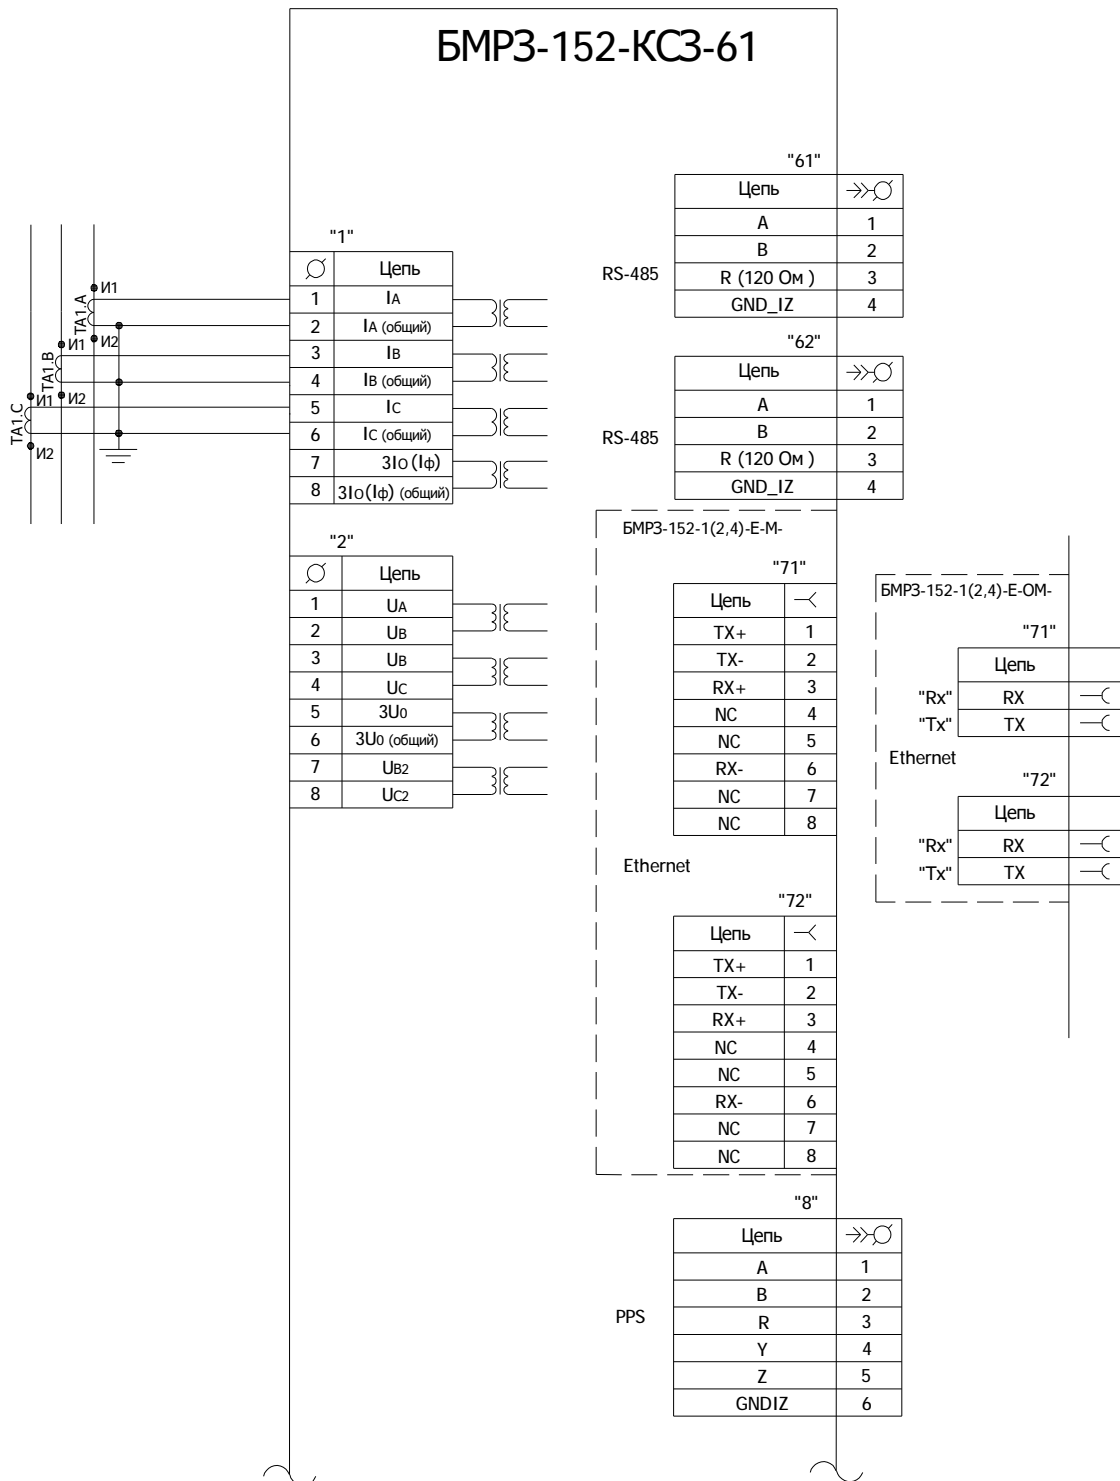 БМРЗ-152-КСЗ-61
"61"
Цепь
A 1
B 2
R (120 Ом ) 3
GND_IZ 4
RS-485
"62"
Цепь
A 1
B 2
R (120 Ом ) 3
GND_IZ 4
RS-485
И1
TA1.A
И2
И1
TA1.B
И2
И1
TA1.C
И2
"1"
Цепь
1 IA
2 IA (общий)
3 IB
4 IB (общий)
5 IC
6 IC (общий)
7 3IO (Iф)
8 3IO(Iф) (общий)
"2"
Цепь
1 UA
2 UB
3 UB
4 UC
5 3U0
6 3U0 (общий)
7 UB2
8 UC2
БМРЗ-152-1(2,4)-Е-М-
"71"
Цепь
TX+ 1
TX- 2
RX+ 3
NC 4
NC 5
RX- 6
NC 7
NC 8
Ethernet
"72"
Цепь
TX+ 1
TX- 2
RX+ 3
NC 4
NC 5
RX- 6
NC 7
NC 8
БМРЗ-152-1(2,4)-Е-ОМ-
"71"
Цепь
"Rx" RX
"Tx" TX
Ethernet
"72"
Цепь
"Rx" RX
"Tx" TX
"8"
Цепь
A 1
B 2
R 3
Y 4
Z 5
GNDIZ 6
PPS